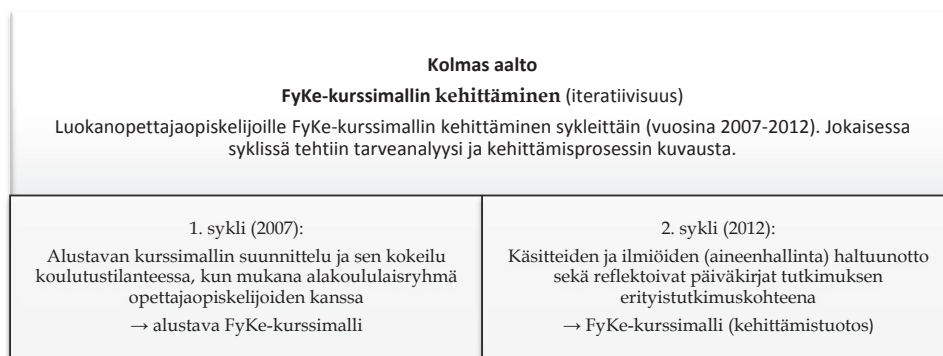 Kolmas aalto
FyKe-kurssimallin kehittäminen (iteratiivisuus)
Luokanopettajaopiskelijoille FyKe-kurssimallin kehittäminen sykleittäin (vuosina 2007-2012). Jokaisessa
syklissä tehtiin tarveanalyysi ja kehittämisprosessin kuvausta.
1. sykli (2007):
Alustavan kurssimallin suunnittelu ja sen kokeilu
koulutustilanteessa, kun mukana alakoululaisryhmä
opettajaopiskelijoiden kanssa
→ alustava FyKe-kurssimalli
2. sykli (2012):
Käsitteiden ja ilmiöiden (aineenhallinta) haltuunotto
sekä reflektoivat päiväkirjat tutkimuksen
erityistutkimuskohteena
→ FyKe-kurssimalli (kehittämistuotos)